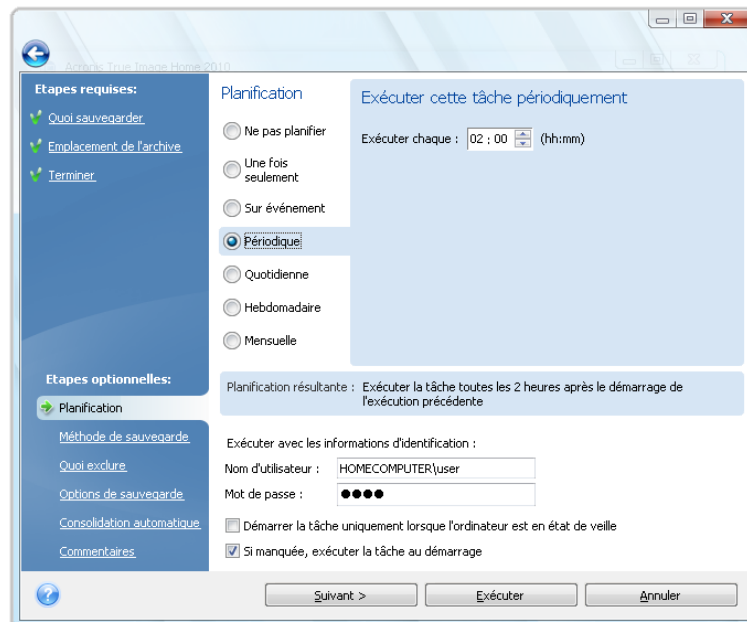 Acronis True Image Home 2010
Etapes requises:
Quoi sauvegarder
Emplacement de l'archive
Terminer
Planification
Ne pas planifier
Une fois
seulement
Sur événement
Périodique
Quotidienne
Hebdomadaire
Mensuelle
Exécuter cette tâche périodiquement
Exécuter chaque : 02 : 00 (hh:mm)
Planification résultante : Exécuter la tâche toutes les 2 heures après le démarrage de
l'exécution précédente
Etapes optionnelles:
Planification
Méthode de sauvegarde
Quoi exclure
Options de sauvegarde
Consolidation automatique
Commentaires
Exécuter avec les informations d'identification :
Nom d'utilisateur : HOMECOMPUTER\user
Mot de passe : ●●●●
Démarrer la tâche uniquement lorsque l'ordinateur est en état de veille
Si manquée, exécuter la tâche au démarrage
Suivant >
Exécuter
Annuler